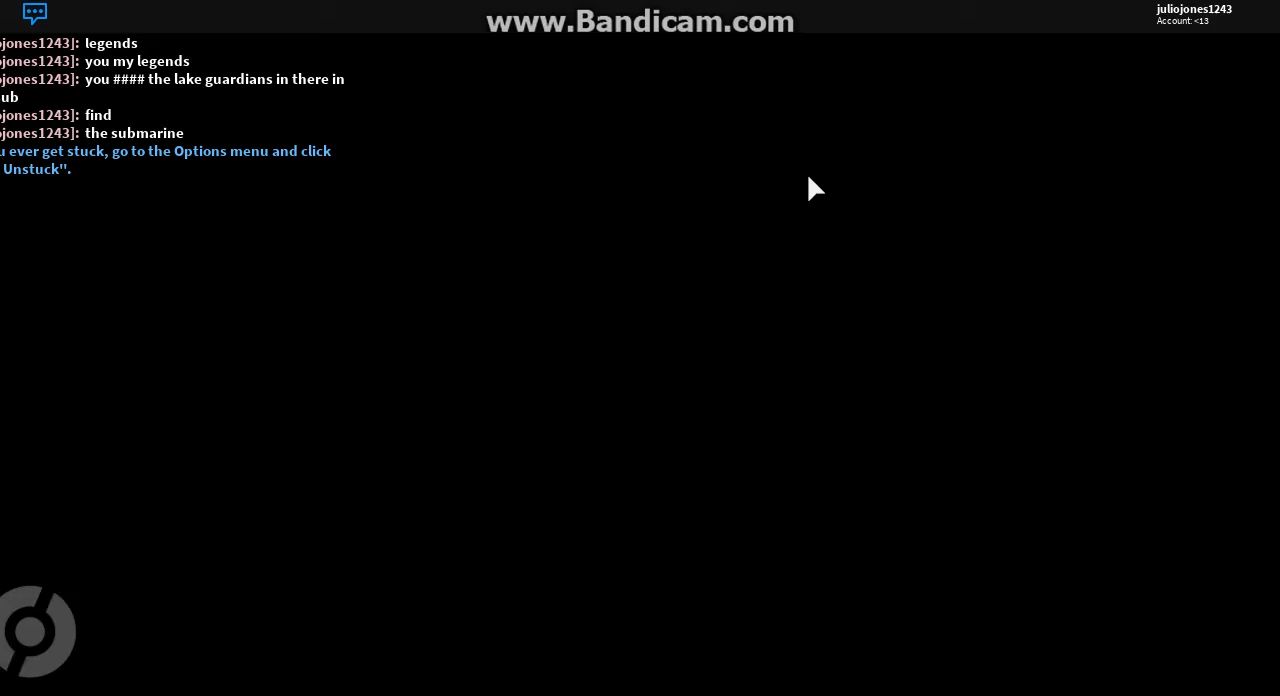 www.Bandicam.com
juliojones1243
Account: <13
ojones1243]: legends
ojones1243]: you my legends
ojones1243]: you #### the lake guardians in there in
ub
ojones1243]: find
ojones1243]: the submarine
u ever get stuck, go to the Options menu and click
Unstuck".